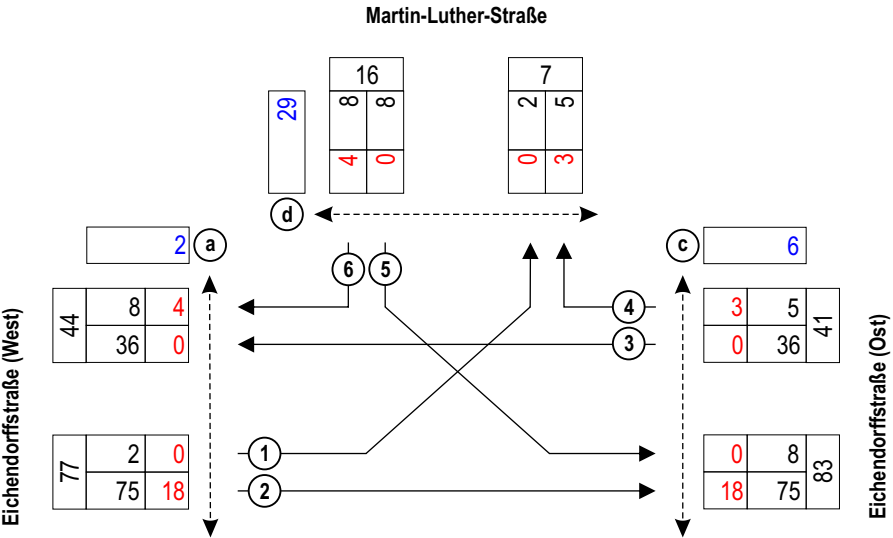 Martin-Luther-Straße
16 7
29 8 8 2 5
4 0 0 3
d
2 a c 6
6 5
44 8 4 4 3 5 41
36 0 3 0 36
Eichendorffstraße (West)
Eichendorffstraße (Ost)
77 2 0 1 0 8 83
75 18 2 18 75